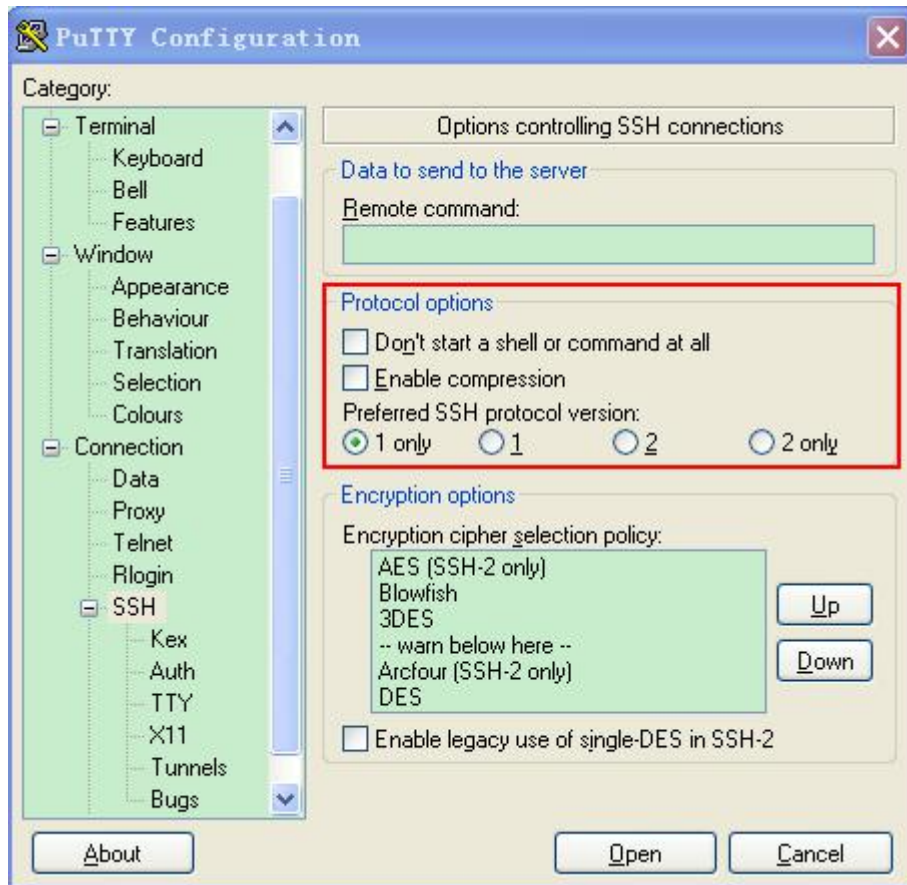 PuTTY Configuration
Category:
Terminal
Keyboard
Bell
Features
Window
Appearance
Behaviour
Translation
Selection
Colours
Connection
Data
Proxy
Telnet
Rlogin
SSH
Kex
Auth
TTY
X11
Tunnels
Bugs
Options controlling SSH connections
Data to send to the server
Remote command:
Protocol options
Don't start a shell or command at all
Enable compression
Preferred SSH protocol version:
1 only 1 2 2 only
Encryption options
Encryption cipher selection policy:
AES (SSH-2 only)
Blowfish
3DES
-- warn below here --
Arcfour (SSH-2 only)
DES
Up
Down
Enable legacy use of single-DES in SSH-2
About Open Cancel